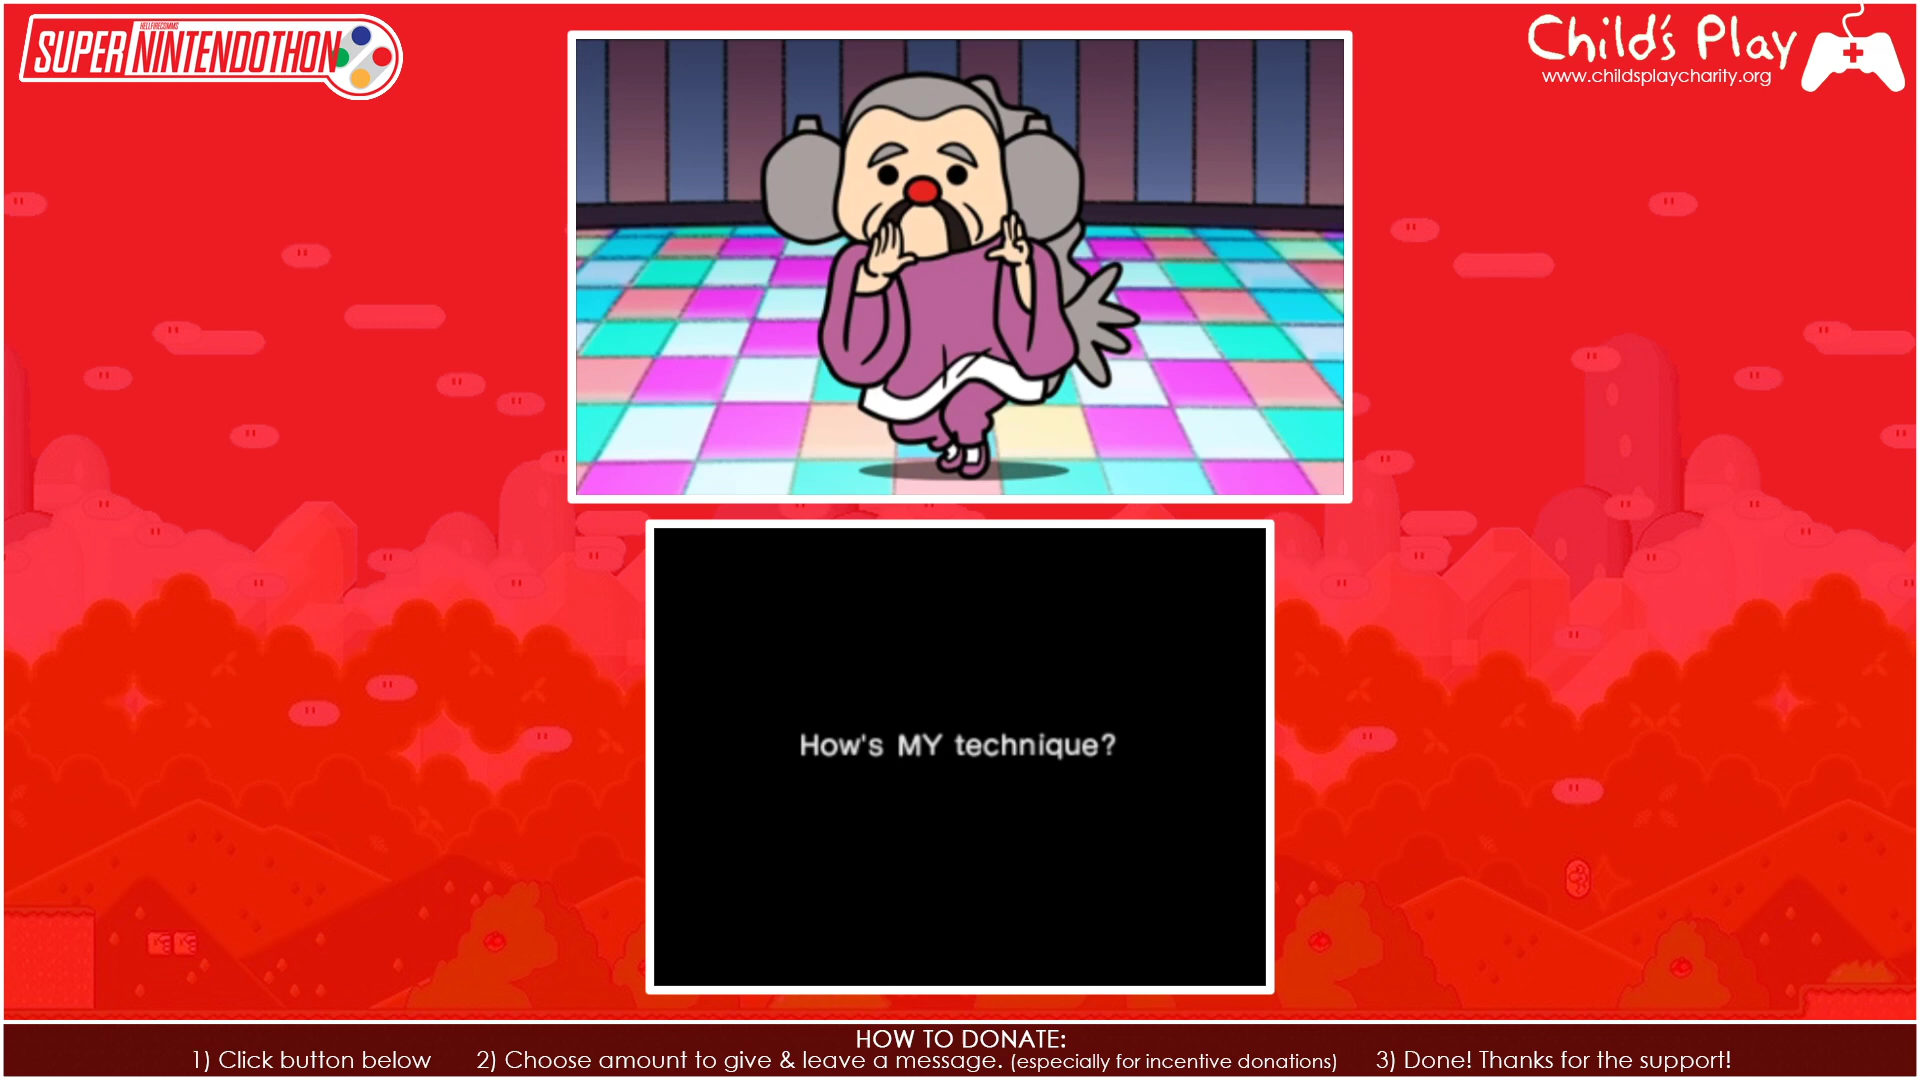 HELLFIRECOMMS
SUPER NINTENDOTHON
Child's Play
www.childsplaycharity.org
How's MY technique?
HOW TO DONATE:
1) Click button below 2) Choose amount to give & leave a message. (especially for incentive donations) 3) Done! Thanks for the support!